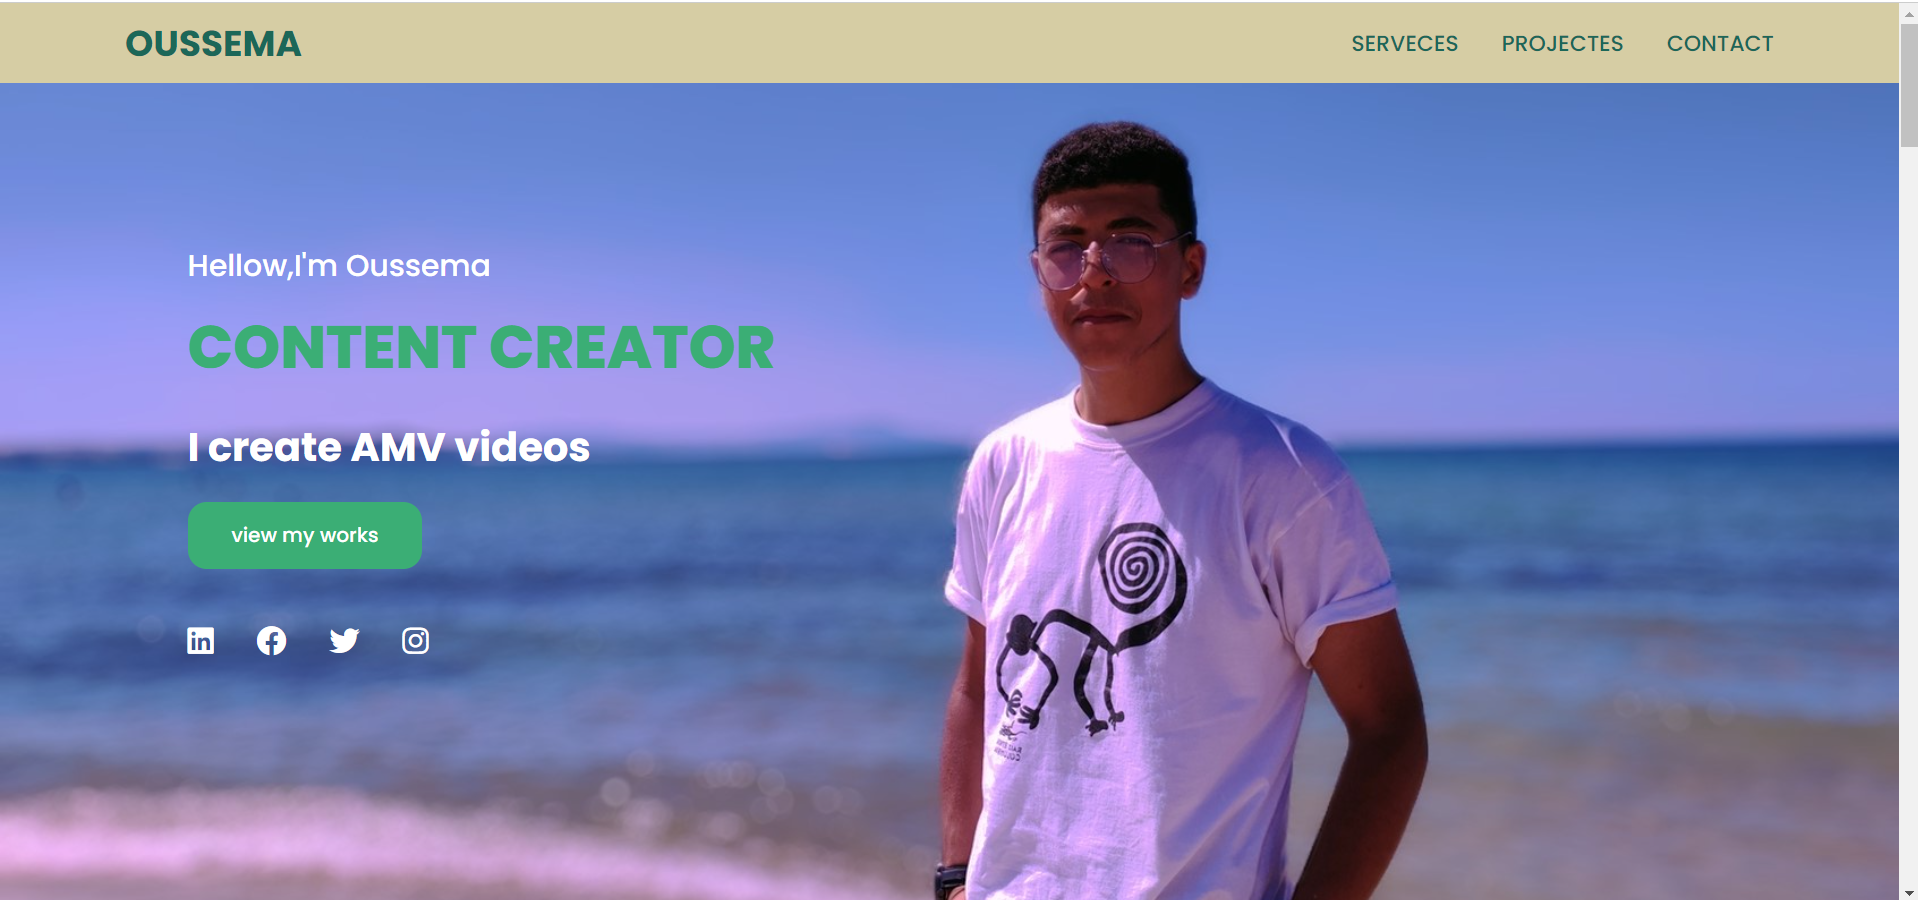 OUSSEMA
SERVECES PROJECTES CONTACT
Hellow,I'm Oussema
CONTENT CREATOR
I create AMV videos
view my works